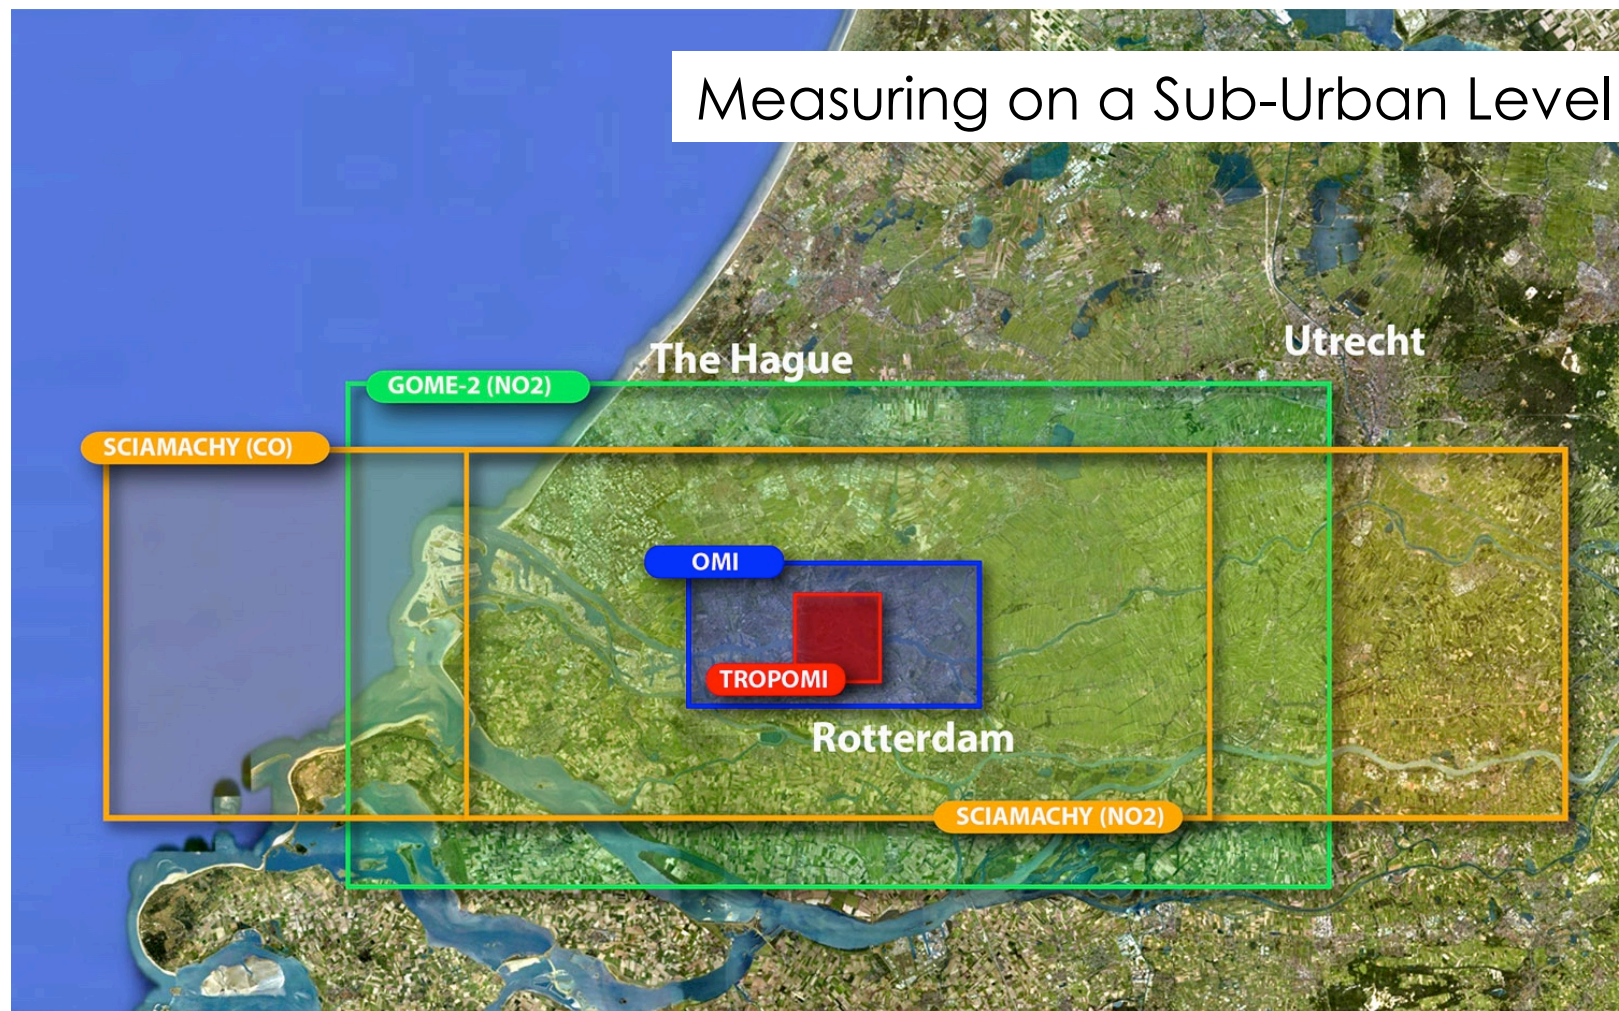 Measuring on a Sub-Urban Level
Utrecht
The Hague
GOME-2 (NO2)
SCIAMACHY (CO)
OMI
TROPOMI
Rotterdam
SCIAMACHY (NO2)